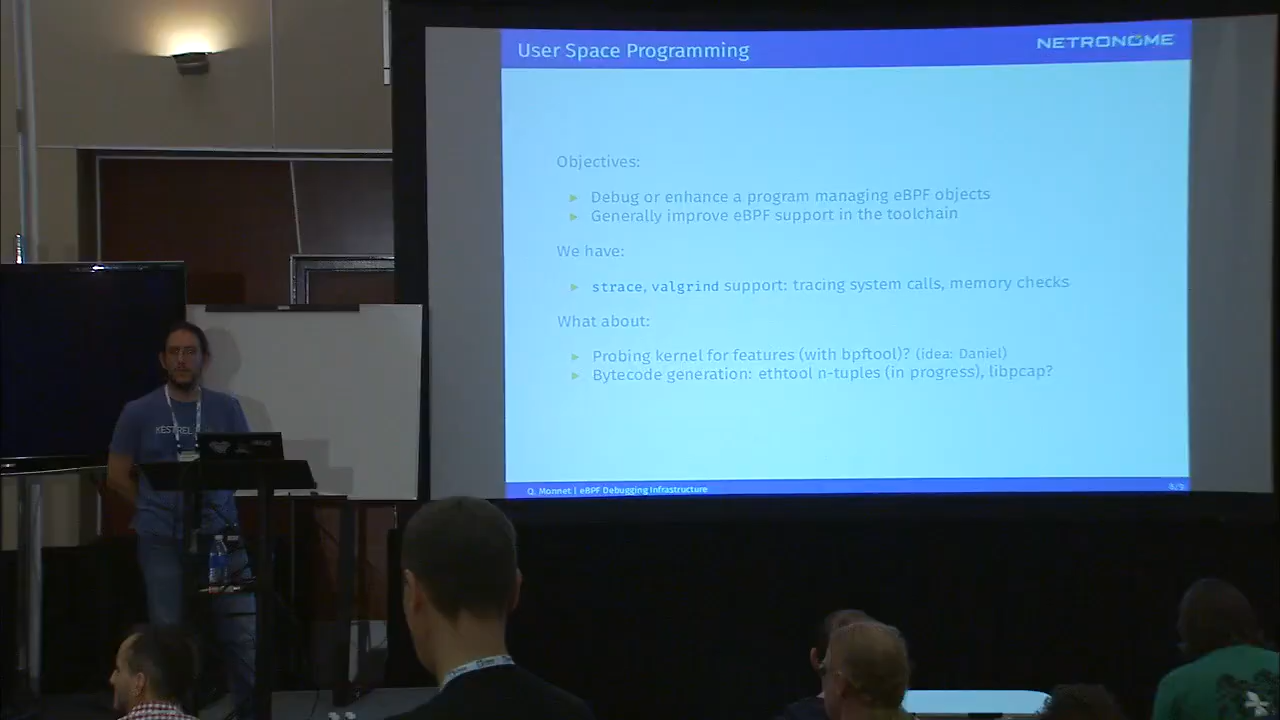 User Space Programming
NETRONOME
Objectives:
Debug or enhance a program managing eBPF objects
Generally improve eBPF support in the toolchain
We have:
strace, valgrind support: tracing system calls, memory checks
What about:
Probing kernel for features (with bpftool)? (idea: Daniel)
Bytecode generation: ethtool n-tuples (in progress), libpcap?
Q. Monnet | eBPF Debugging Infrastructure
KESTREL